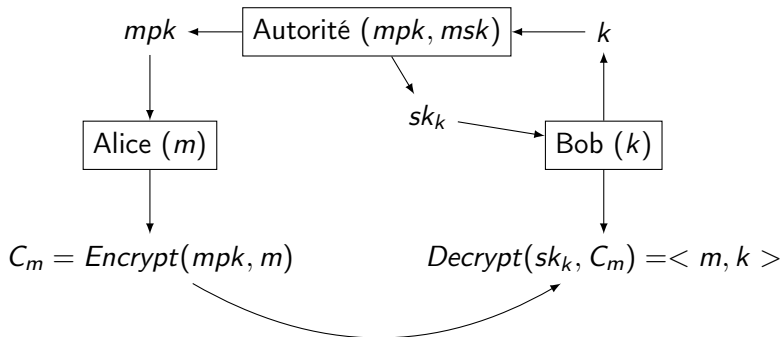 mpk
Autorité (mpk, msk)
k
sk_k
Alice (m)
Bob (k)
C_m = Encrypt(mpk, m)
Decrypt(sk_k, C_m) =< m, k >